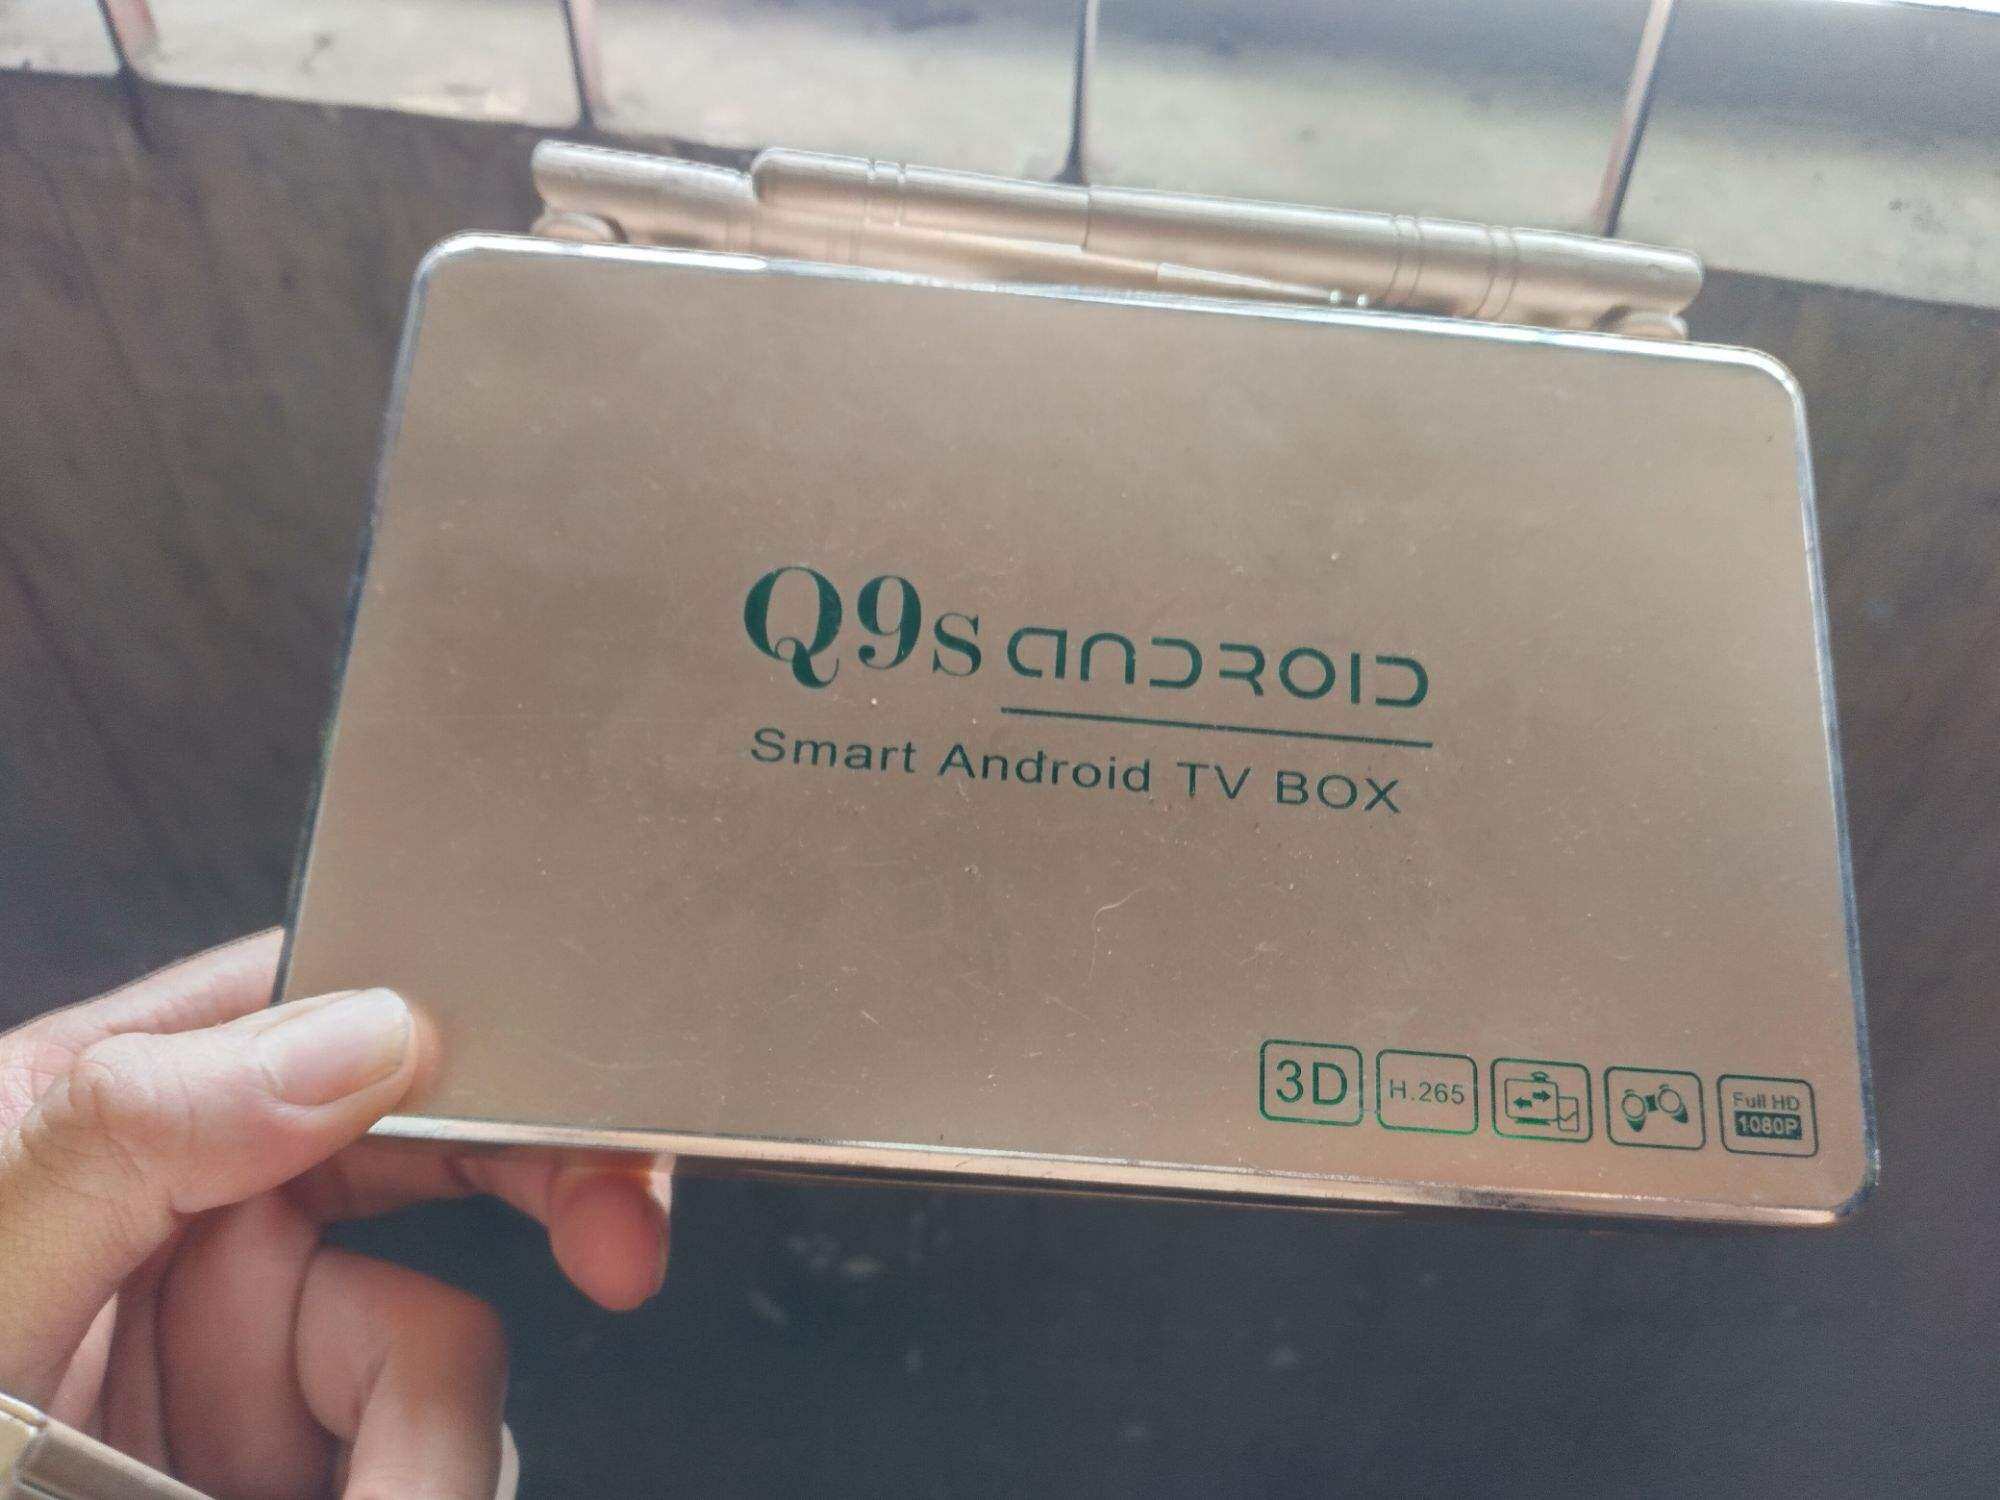 Q9s ANDROID
Smart Android TV BOX
3D
H.265
Full HD
1080P